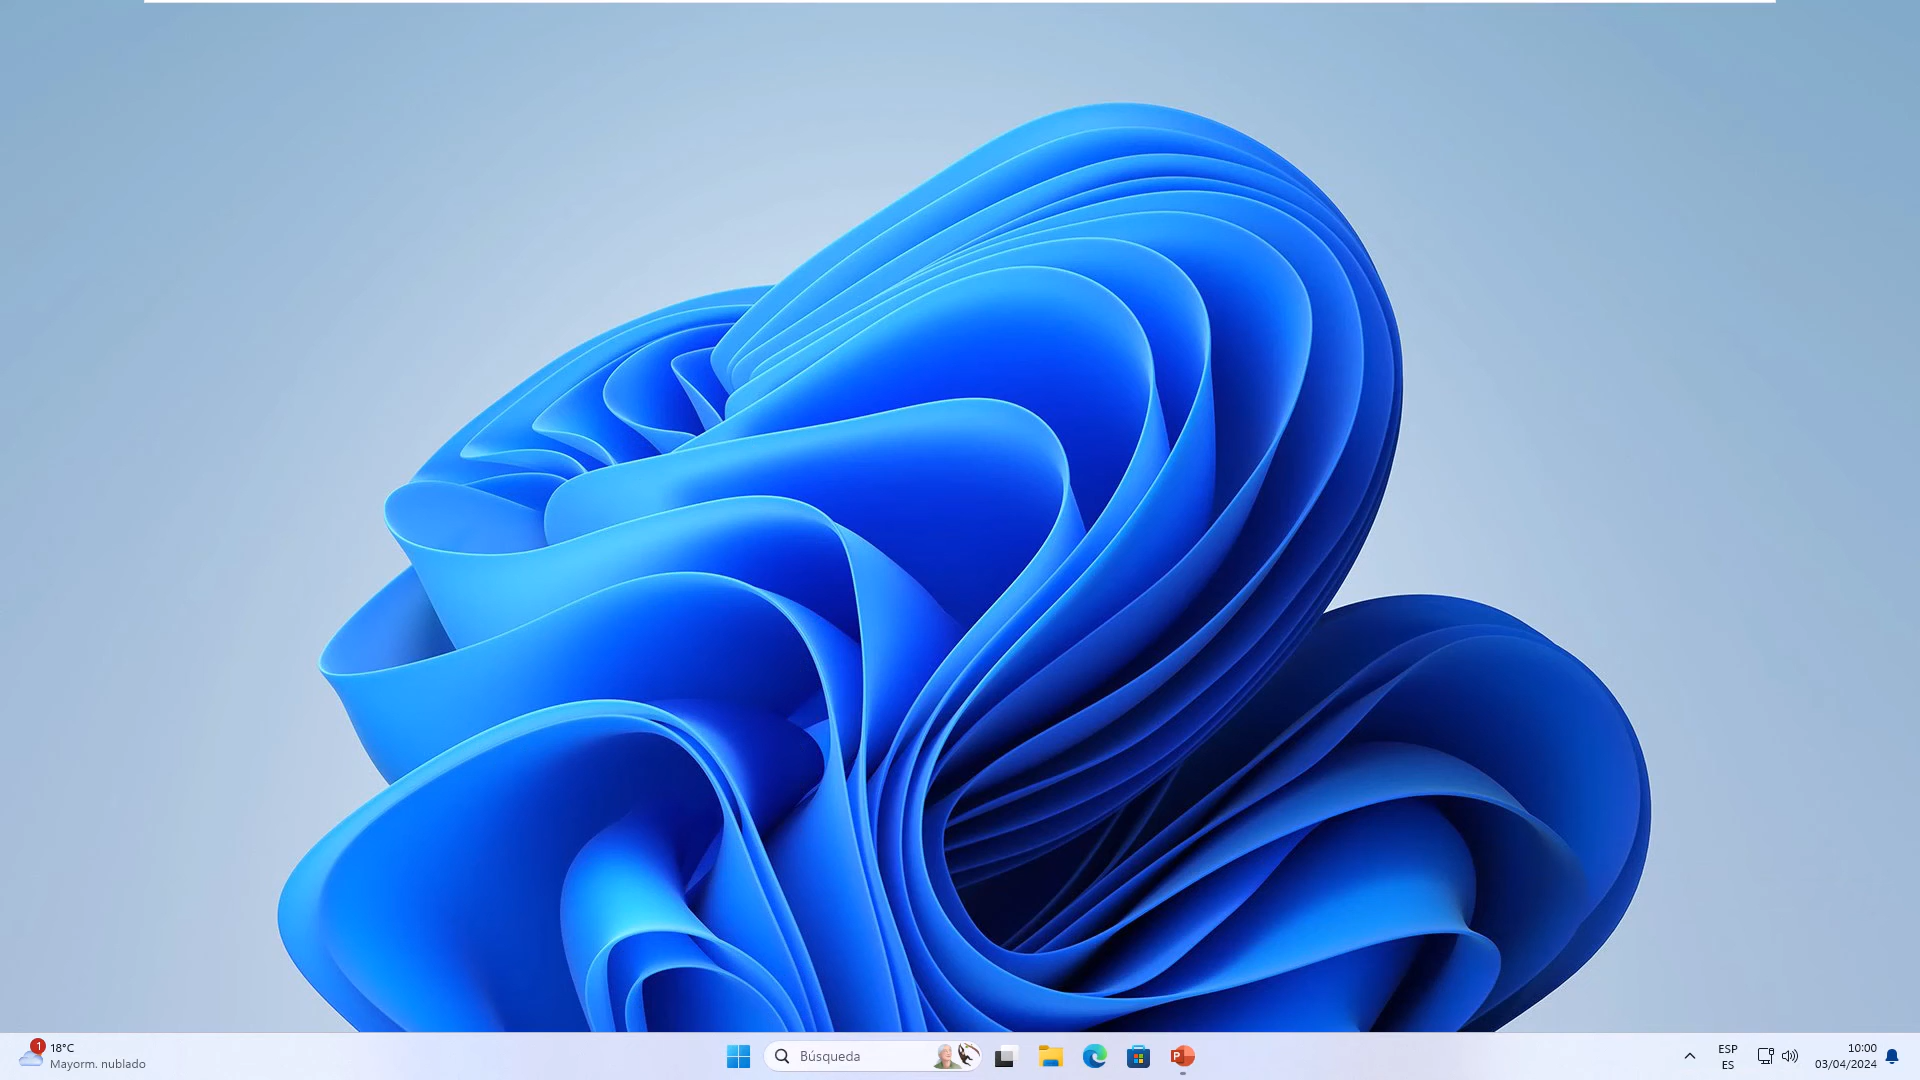 1
18°C
Mayorm. nublado
Búsqueda
P
ESP
ES
10:00
03/04/2024